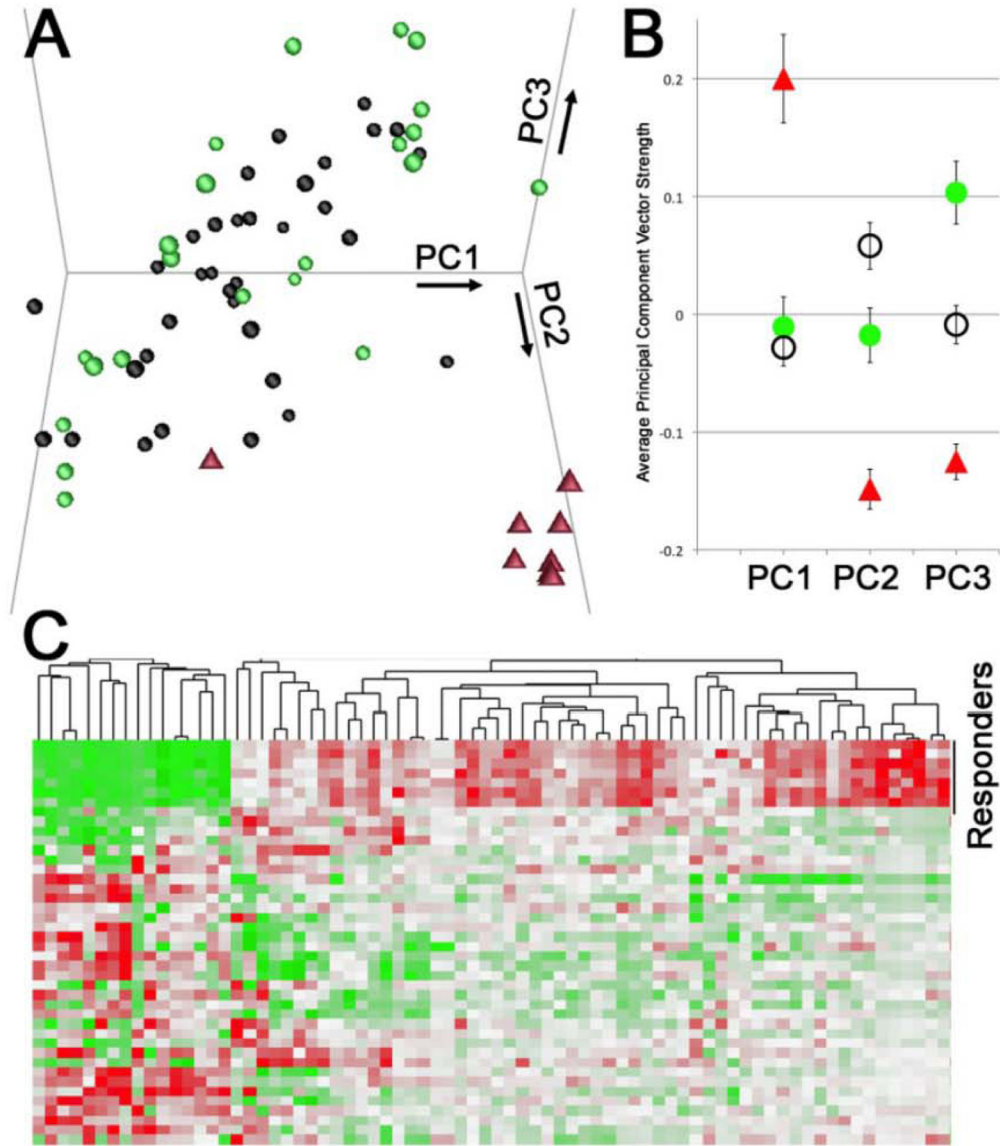 A
PC3
PC1
PC2
B
Average Principal Component Vector Strength
0.2
0.1
0
-0.1
-0.2
PC1 PC2 PC3
C
Responders